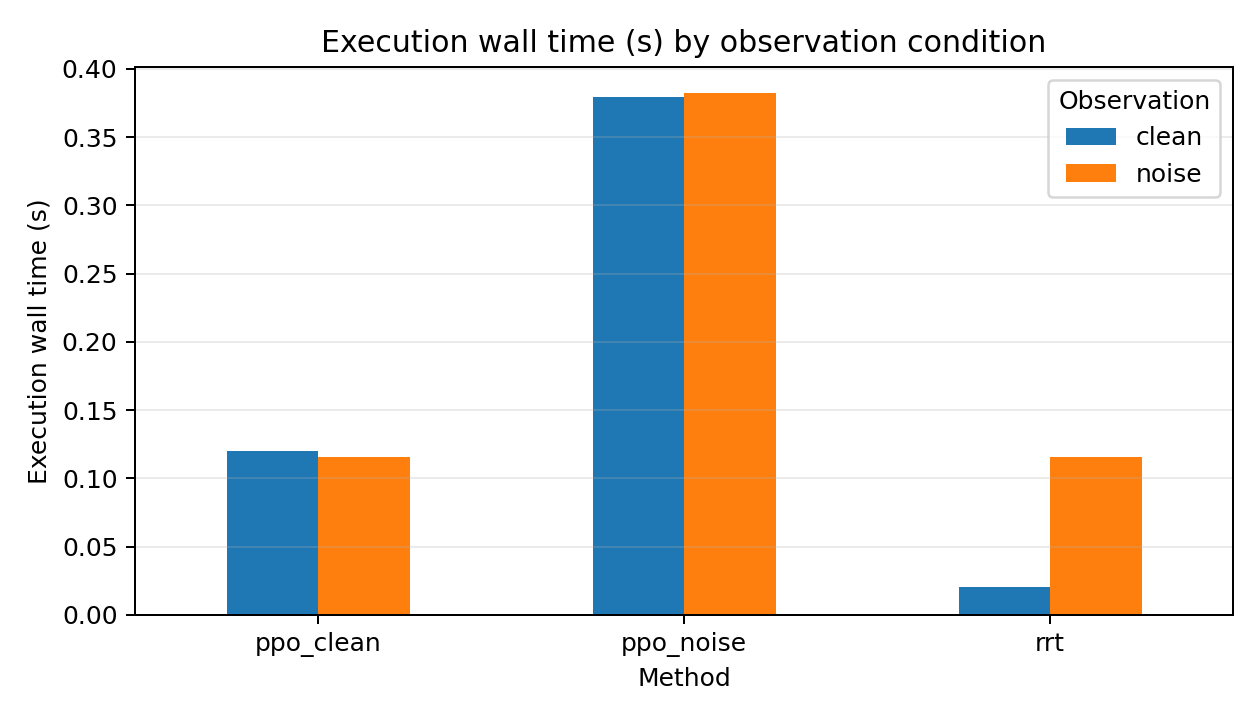 Execution wall time (s) by observation condition
Execution wall time (s)
0.40
0.35
0.30
0.25
0.20
0.15
0.10
0.05
0.00
Observation
clean
noise
ppo_clean
ppo_noise
rrt
Method